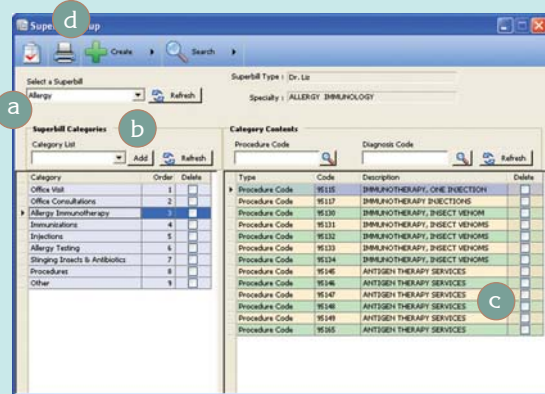 d
Create Search
Select a Superbill
Allergy Refresh
Superbill Type : Dr. Liz
Specialty : ALLERGY IMMUNOLOGY
a
b
Superbill Categories
Category List
Add Refresh
Category Order Delete
Office Visit 1
Office Consultations 2
Allergy Immunotherapy 3
Immunizations 4
Injections 5
Allergy Testing 6
Stinging Insects & Antibiotics 7
Procedures 8
Other 9
Category Contents
Procedure Code Diagnosis Code
Refresh
Type Code Description Delete
Procedure Code 95115 IMMUNOTHERAPY, ONE INJECTION
Procedure Code 95117 IMMUNOTHERAPY INJECTIONS
Procedure Code 95130 IMMUNOTHERAPY, INSECT VENOM
Procedure Code 95131 IMMUNOTHERAPY, INSECT VENOMS
Procedure Code 95132 IMMUNOTHERAPY, INSECT VENOMS
Procedure Code 95133 IMMUNOTHERAPY, INSECT VENOMS
Procedure Code 95134 IMMUNOTHERAPY, INSECT VENOMS
Procedure Code 95145 ANTIGEN THERAPY SERVICES
Procedure Code 95146 ANTIGEN THERAPY SERVICES
Procedure Code 95147 ANTIGEN THERAPY SERVICES
Procedure Code 95148 ANTIGEN THERAPY SERVICES
Procedure Code 95149 ANTIGEN THERAPY SERVICES
Procedure Code 95165 ANTIGEN THERAPY SERVICES
c